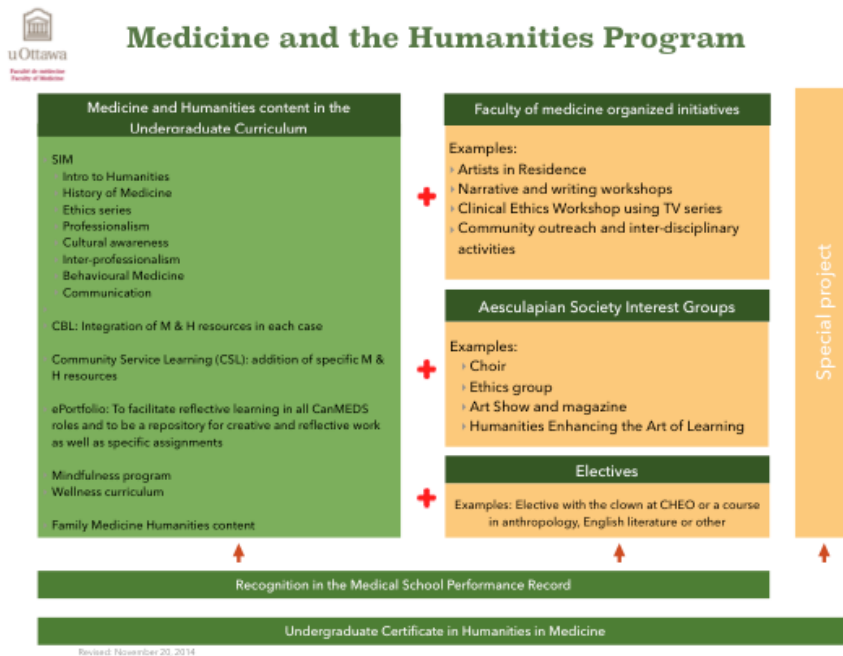 uOttawa
Faculté de médecine
Faculty of Medicine
Medicine and the Humanities Program
Medicine and Humanities content in the
Undergraduate Curriculum
SIM
Intro to Humanities
History of Medicine
Ethics series
Professionalism
Cultural awareness
Inter-professionalism
Behavioural Medicine
Communication
CBL: Integration of M & H resources in each case
Community Service Learning (CSL): addition of specific M &
H resources
ePortfolio: To facilitate reflective learning in all CanMEDS
roles and to be a repository for creative and reflective work
as well as specific assignments
Mindfulness program
Wellness curriculum
Family Medicine Humanities content
Faculty of medicine organized initiatives
Examples:
Artists in Residence
Narrative and writing workshops
Clinical Ethics Workshop using TV series
Community outreach and inter-disciplinary
activities
Aesculapian Society Interest Groups
Examples:
Choir
Ethics group
Art Show and magazine
Humanities Enhancing the Art of Learning
Electives
Examples: Elective with the clown at CHEO or a course
in anthropology, English literature or other
Special project
Recognition in the Medical School Performance Record
Undergraduate Certificate in Humanities in Medicine
Revised: November 20, 2014